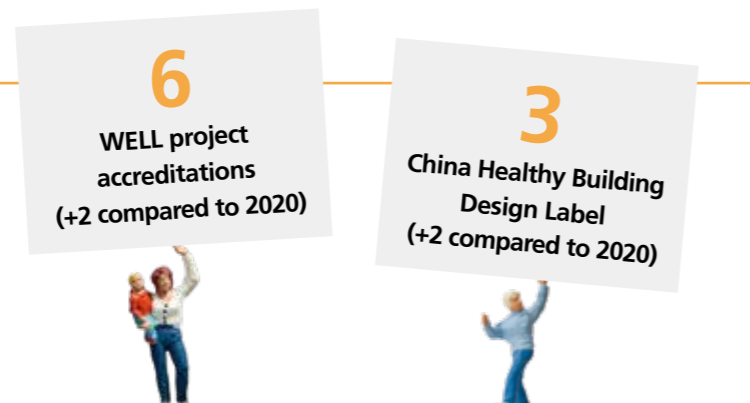 6
WELL project
accreditations
(+2 compared to 2020)
3
China Healthy Building
Design Label
(+2 compared to 2020)